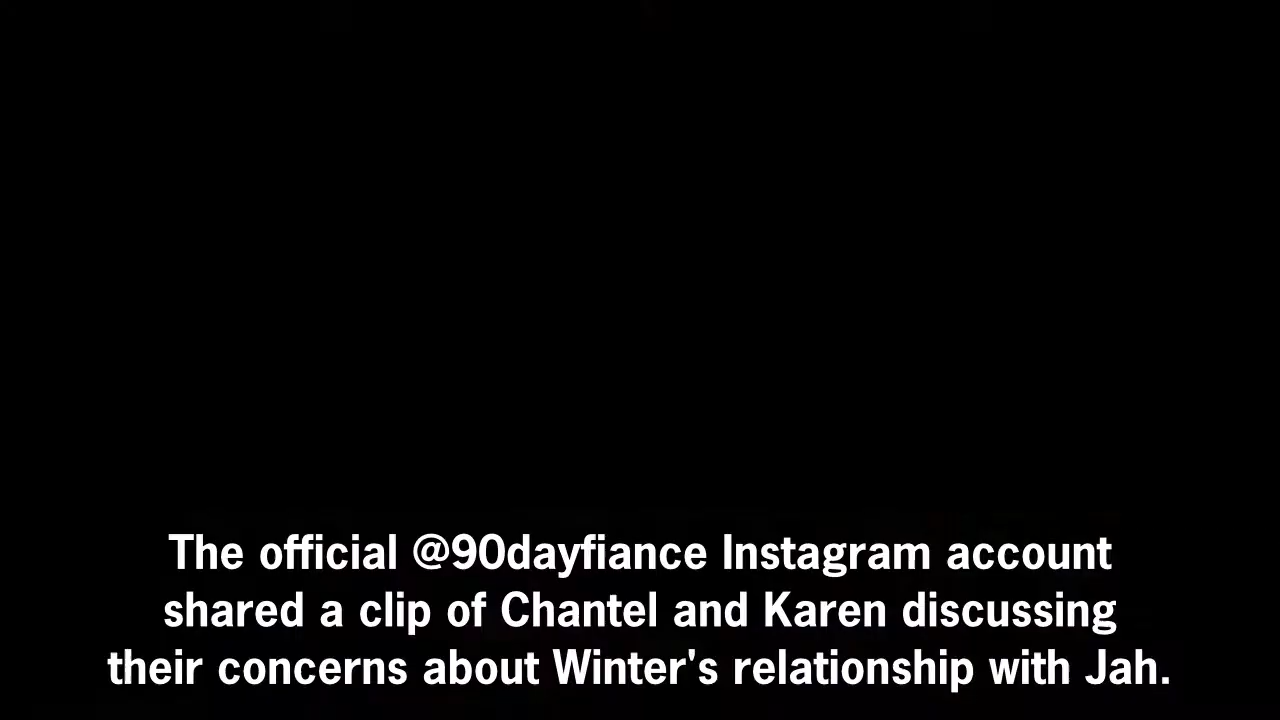 The official @90dayfiance Instagram account
shared a clip of Chantel and Karen discussing
their concerns about Winter's relationship with Jah.